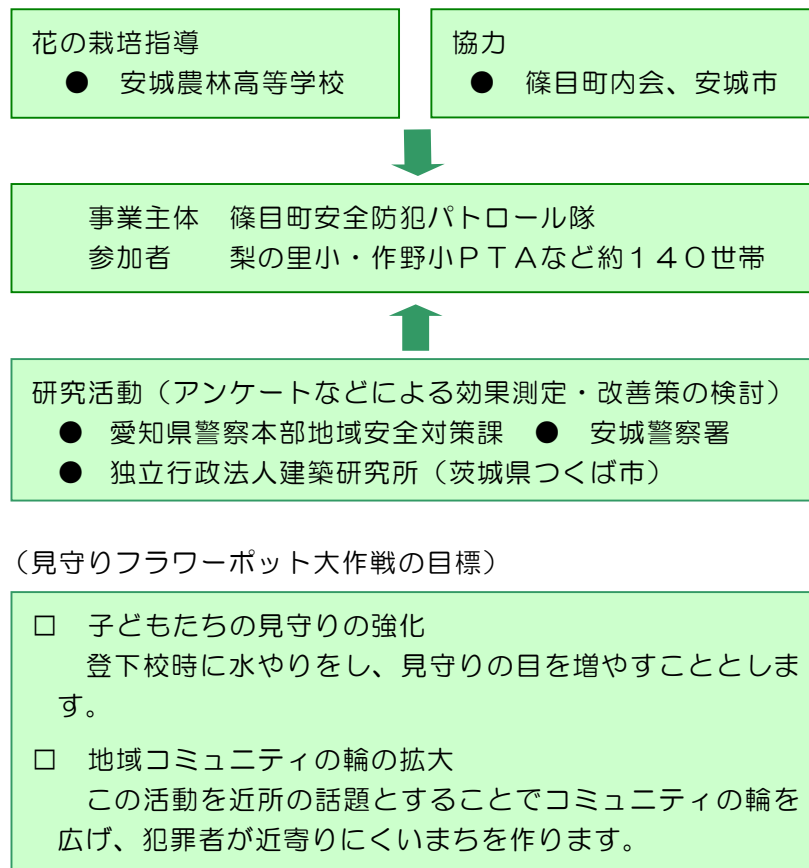 花の栽培指導
● 安城農林高等学校
協力
● 篠目町内会、安城市
事業主体 篠目町安全防犯パトロール隊
参加者 梨の里小・作野小PTAなど約140世帯
研究活動（アンケートなどによる効果測定・改善策の検討）
● 愛知県警察本部地域安全対策課 ● 安城警察署
● 独立行政法人建築研究所（茨城県つくば市）
（見守りフラワーポット大作戦の目標）
□ 子どもたちの見守りの強化
登下校時に水やりをし、見守りの目を増やすこととしま
す。
□ 地域コミュニティの輪の拡大
この活動を近所の話題とすることでコミュニティの輪を
広げ、犯罪者が近寄りにくいまちを作ります。